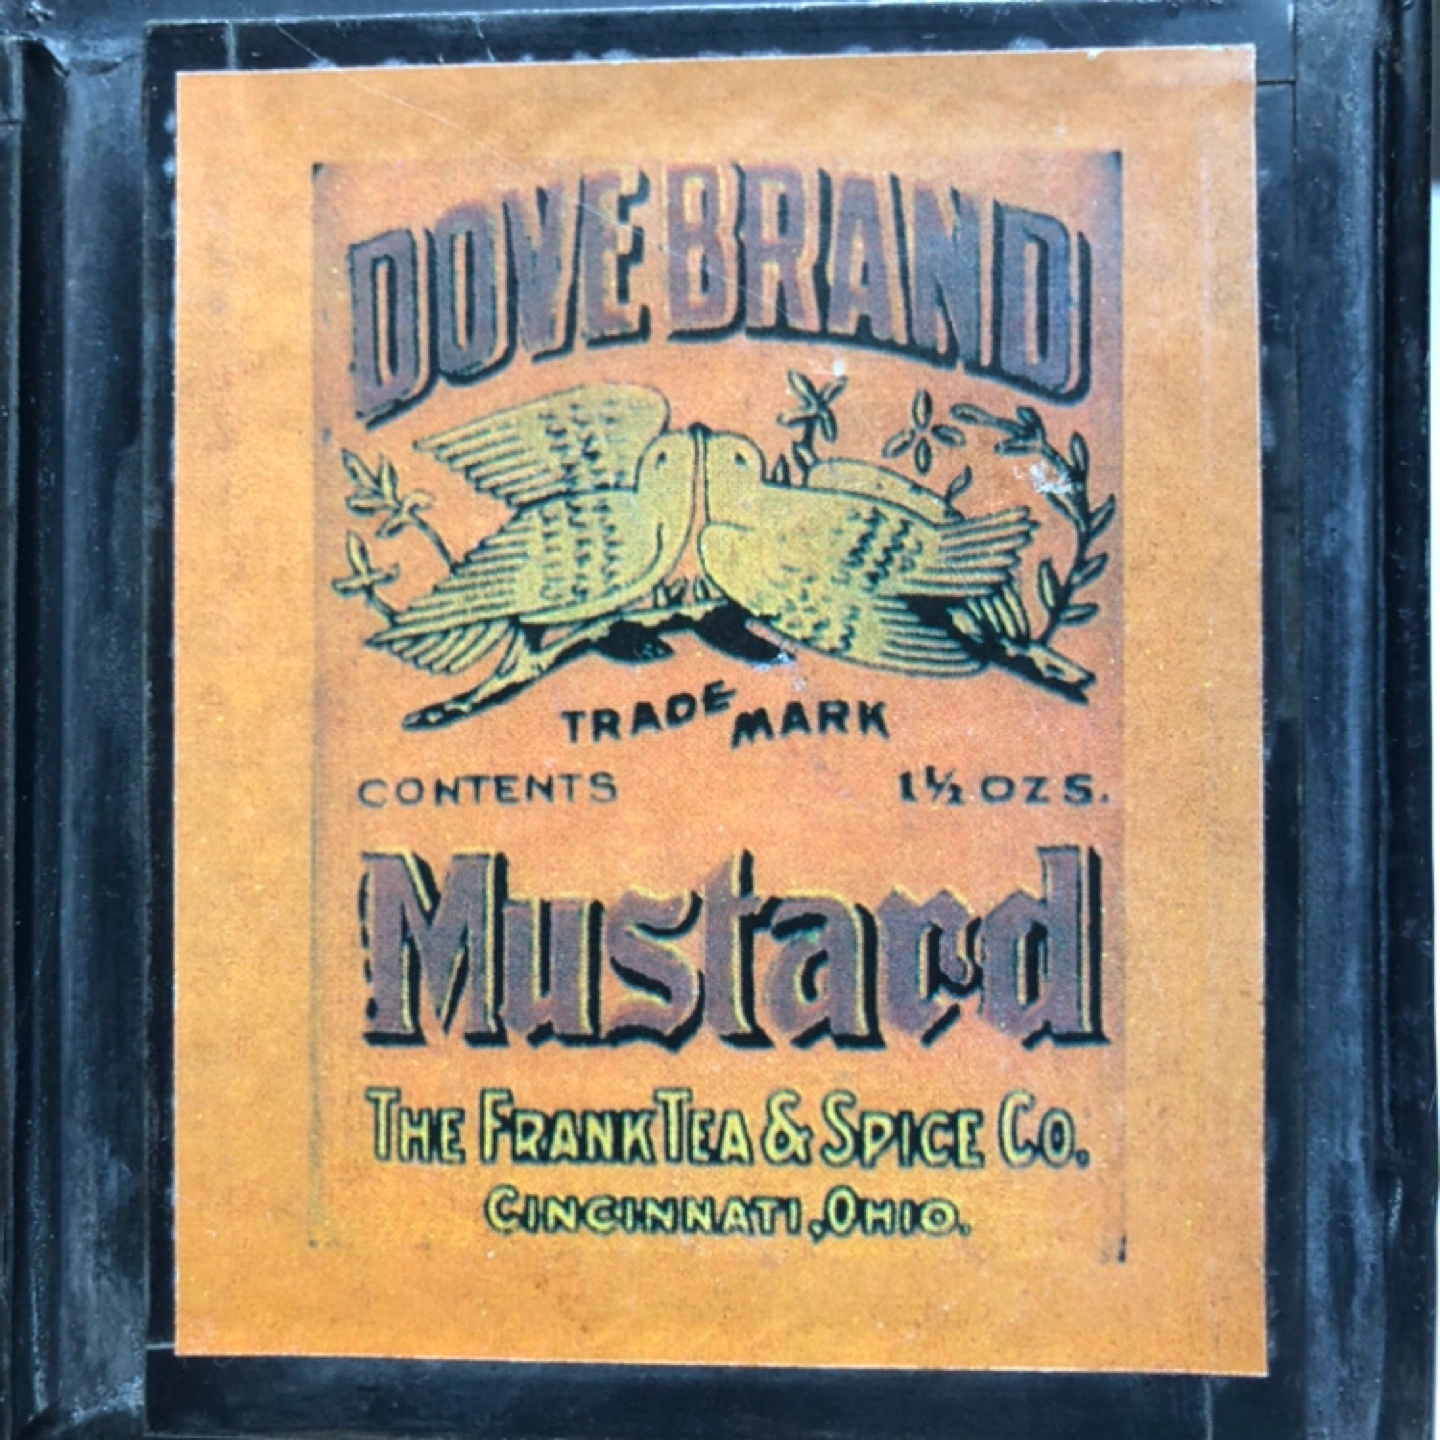 DOVE BRAND
TRADE MARK
CONTENTS 1½ OZS.
Mustard
THE FRANK TEA & SPICE CO.
CINCINNATI, OHIO.